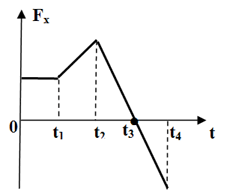 Fₓ
0 t₁ t₂ t₃ t₄ t